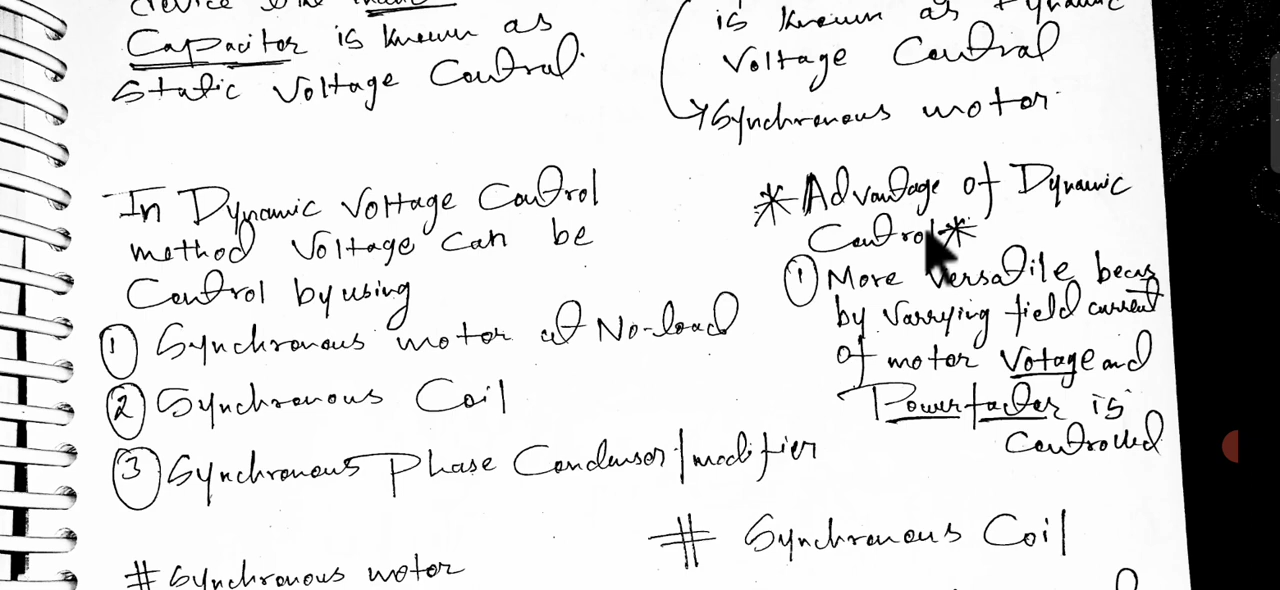 Capacitor is known as
Static Voltage Control.
is known as Dynamic
Voltage Control
→ Synchronous motor
In Dynamic Voltage Control
method Voltage can be
Control by using
① Synchronous motor at No-load
② Synchronous Coil
③ Synchronous Phase Condensor/modifier
# Synchronous motor
* Advantage of Dynamic
Control *
① More Versatile becas
by Varrying field current
of motor Votage and
Powerfactor is
Controlled
# Synchronous Coil